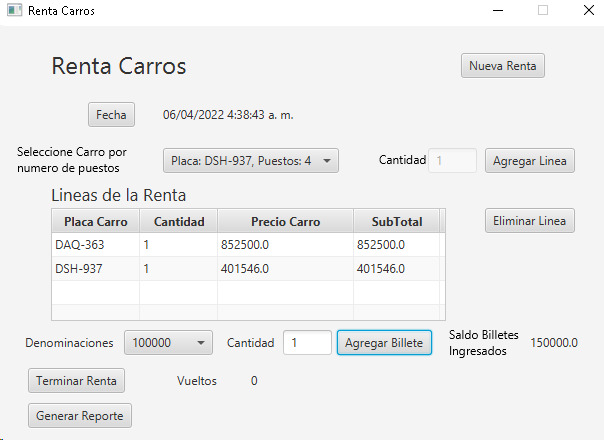 Renta Carros
Renta Carros
Nueva Renta
Fecha
06/04/2022 4:38:43 a. m.
Seleccione Carro por
numero de puestos
Placa: DSH-937, Puestos: 4
Cantidad
1
Agregar Linea
Lineas de la Renta
Placa Carro Cantidad Precio Carro SubTotal
DAQ-363 1 852500.0 852500.0
DSH-937 1 401546.0 401546.0
Eliminar Linea
Denominaciones 100000 Cantidad 1 Agregar Billete
Saldo Billetes
Ingresados
150000.0
Terminar Renta
Vueltos 0
Generar Reporte